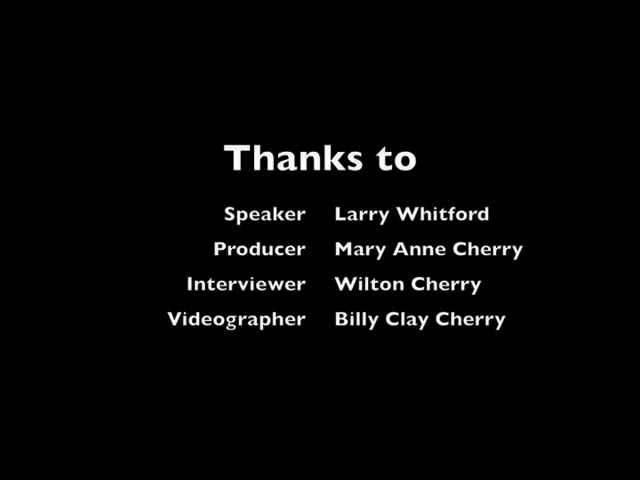 Thanks to
Speaker Larry Whitford
Producer Mary Anne Cherry
Interviewer Wilton Cherry
Videographer Billy Clay Cherry